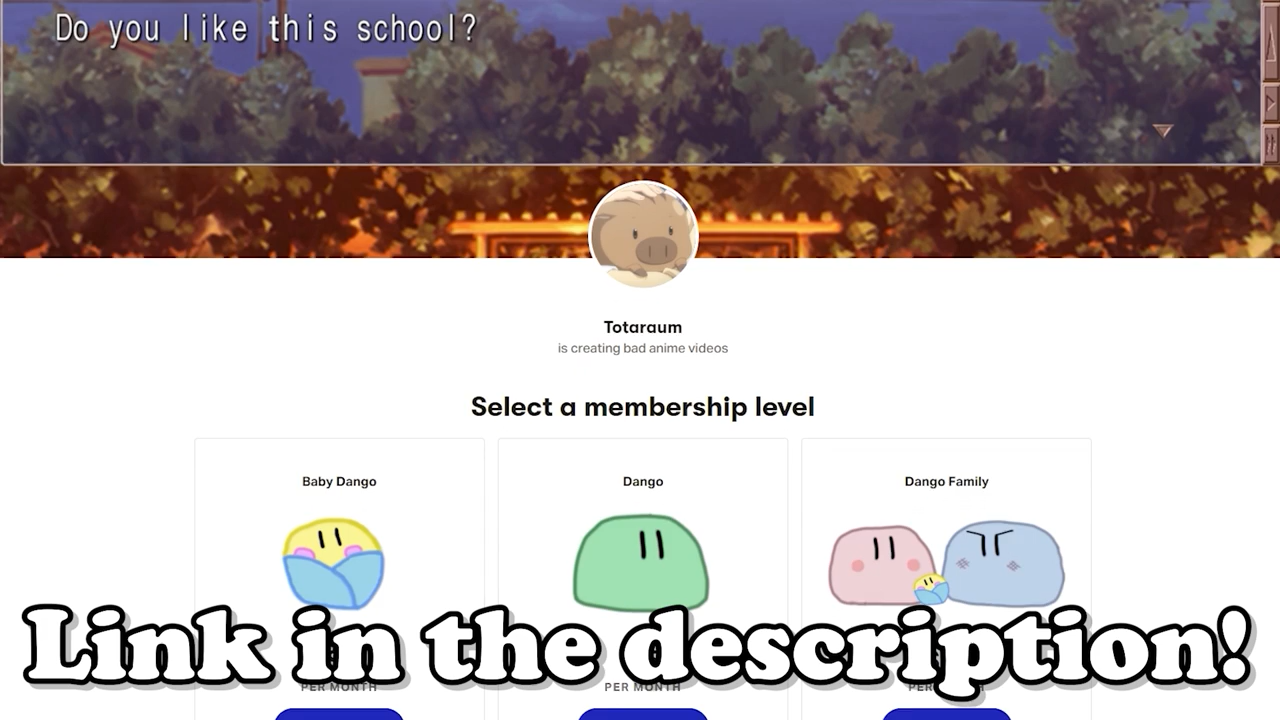 Do you like this school?
Totaraum
is creating bad anime videos
Select a membership level
Baby Dango
Dango
Dango Family
Link in the description!
PER MONTH
PER MONTH